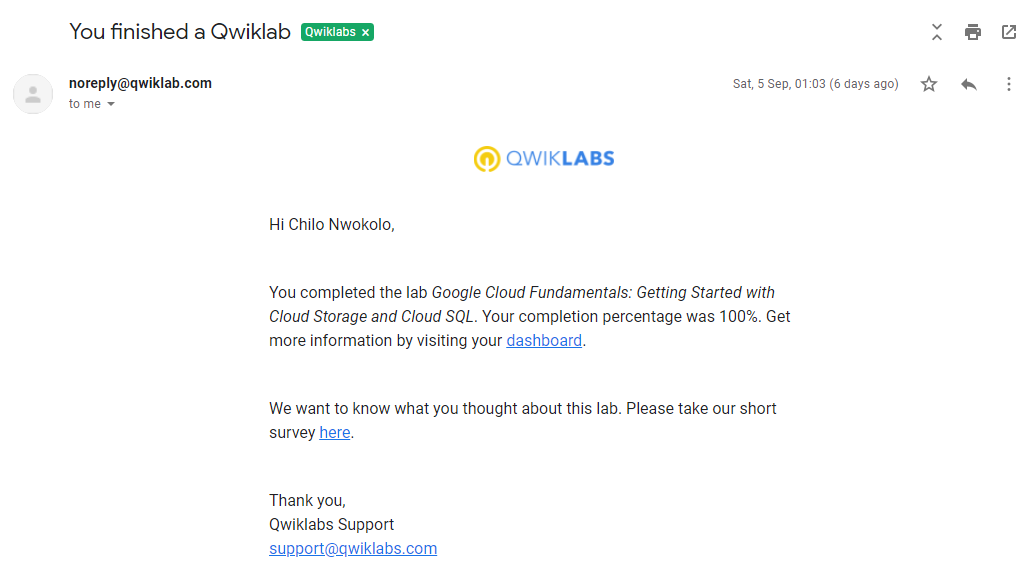 You finished a Qwiklab Qwiklabs x
noreply@qwiklab.com Sat, 5 Sep, 01:03 (6 days ago)
to me
QWIKLABS
Hi Chilo Nwokolo,
You completed the lab Google Cloud Fundamentals: Getting Started with
Cloud Storage and Cloud SQL. Your completion percentage was 100%. Get
more information by visiting your dashboard.
We want to know what you thought about this lab. Please take our short
survey here.
Thank you,
Qwiklabs Support
support@qwiklabs.com